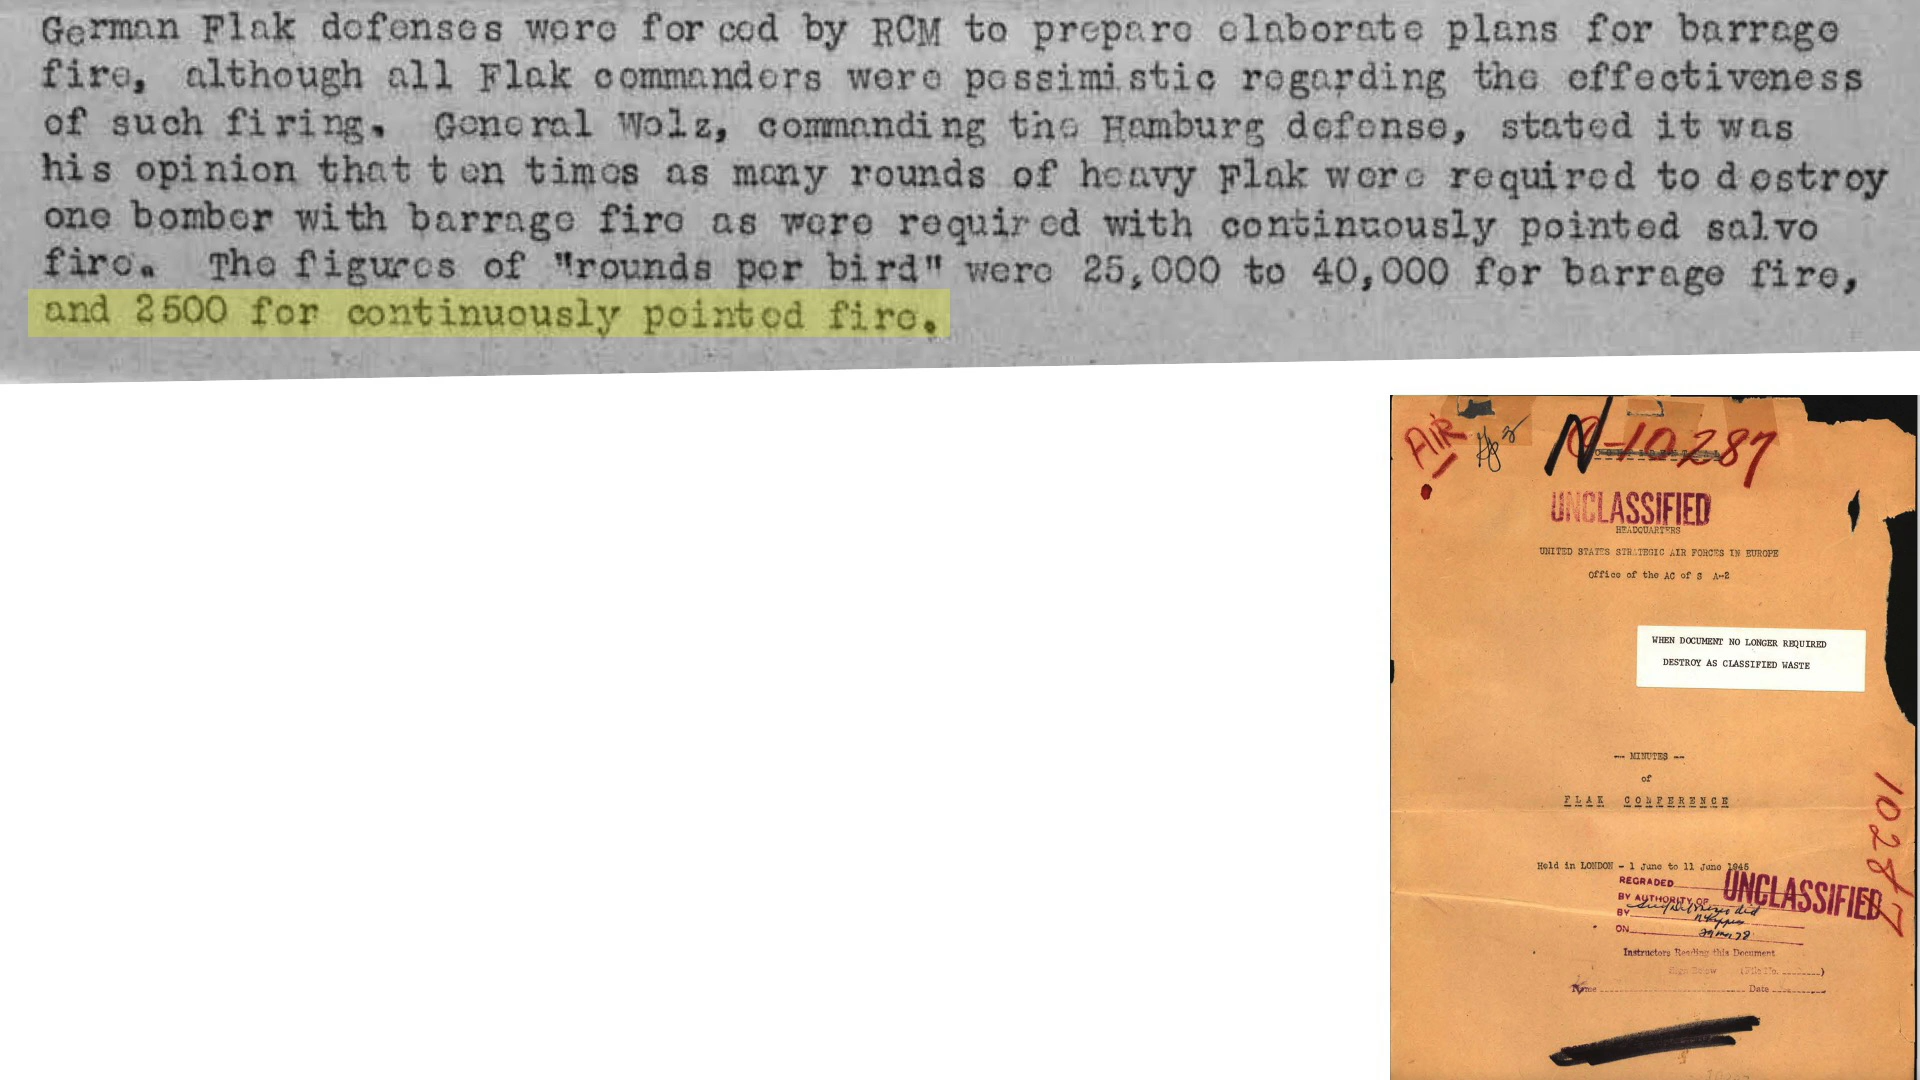 German Flak defenses were forced by RCM to prepare elaborate plans for barrage
fire, although all Flak commanders were pessimistic regarding the effectiveness
of such firing. General Wolz, commanding the Hamburg defense, stated it was
his opinion that ten times as many rounds of heavy Flak were required to destroy
one bomber with barrage fire as were required with continuously pointed salvo
fire. The figures of "rounds per bird" were 25,000 to 40,000 for barrage fire,
and 2500 for continuously pointed fire.
AIR
N-10287
UNCLASSIFIED
HEADQUARTERS
UNITED STATES STRATEGIC AIR FORCES IN EUROPE
Office of the AC of S A-2
WHEN DOCUMENT NO LONGER REQUIRED
DESTROY AS CLASSIFIED WASTE
-- MINUTES --
of
FLAK CONFERENCE
10287
Held in LONDON - 1 June to 11 June 1945
REGRADED UNCLASSIFIED
BY AUTHORITY OF
BY
ON
Instructors Reading this Document
Sign Below (File No. )
Name Date